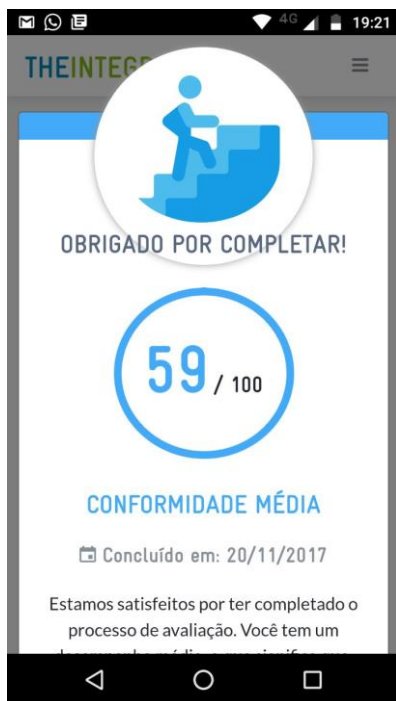 4G 19:21
THEINTEG
OBRIGADO POR COMPLETAR!
59 / 100
CONFORMIDADE MÉDIA
Concluído em: 20/11/2017
Estamos satisfeitos por ter completado o
processo de avaliação. Você tem um